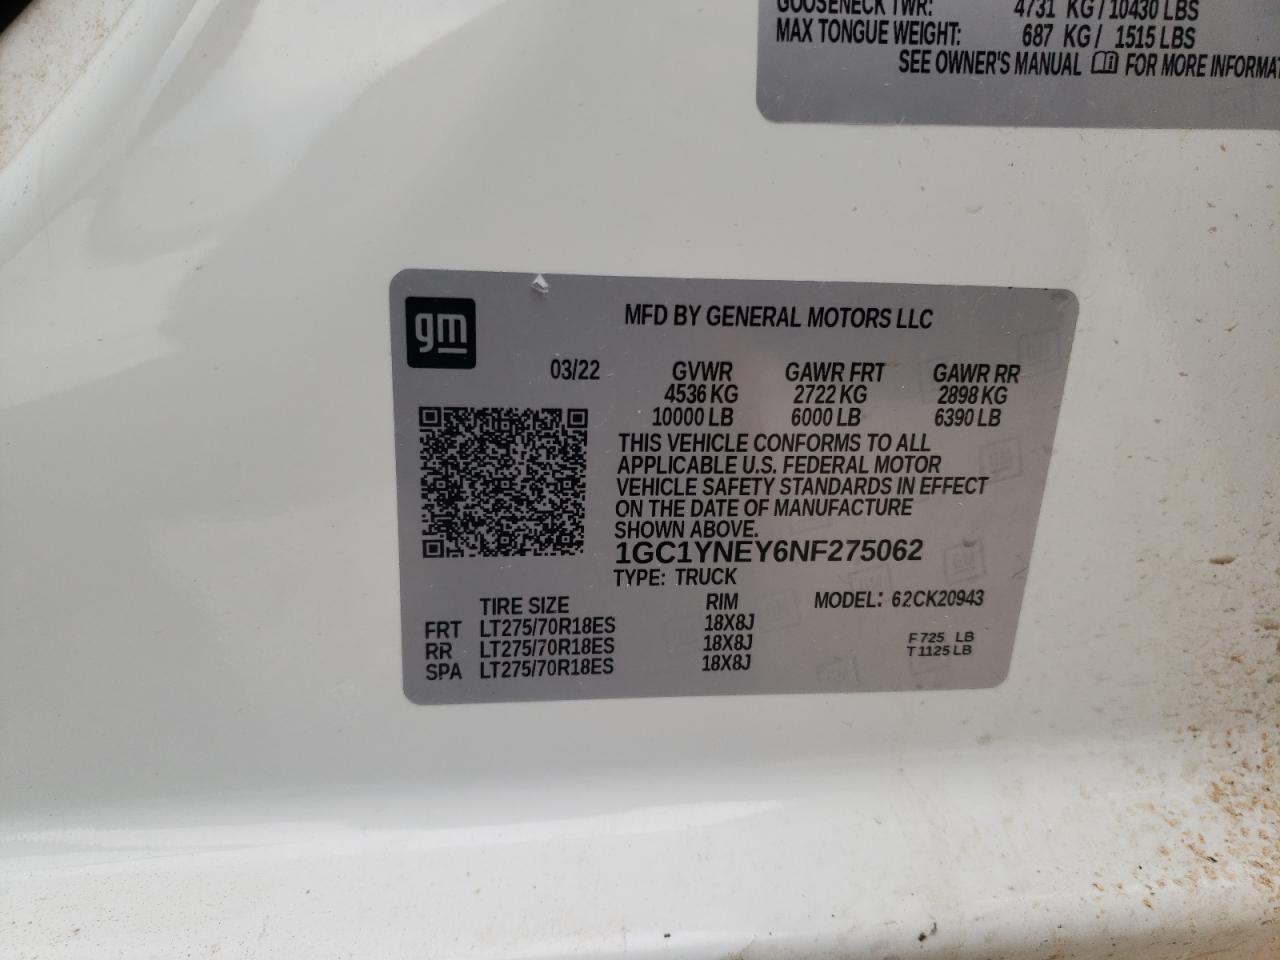 GOOSENECK TWR: 4731 KG / 10430 LBS
MAX TONGUE WEIGHT: 687 KG / 1515 LBS
SEE OWNER'S MANUAL FOR MORE INFORMAT
gm
MFD BY GENERAL MOTORS LLC
03/22 GVWR GAWR FRT GAWR RR
4536 KG 2722 KG 2898 KG
10000 LB 6000 LB 6390 LB
THIS VEHICLE CONFORMS TO ALL
APPLICABLE U.S. FEDERAL MOTOR
VEHICLE SAFETY STANDARDS IN EFFECT
ON THE DATE OF MANUFACTURE
SHOWN ABOVE.
1GC1YNEY6NF275062
TYPE: TRUCK
TIRE SIZE RIM MODEL: 62CK20943
FRT LT275/70R18ES 18X8J
RR LT275/70R18ES 18X8J
SPA LT275/70R18ES 18X8J
F 725 LB
T 1125 LB